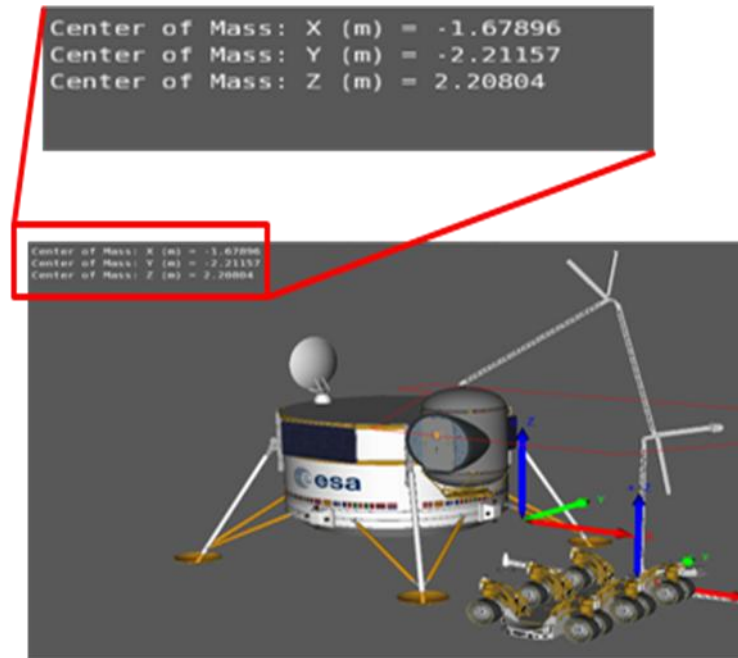 Center of Mass: X (m) = -1.67896
Center of Mass: Y (m) = -2.21157
Center of Mass: Z (m) = 2.20804
Center of Mass: X (m) = -1.67896
Center of Mass: Y (m) = -2.21157
Center of Mass: Z (m) = 2.20804
esa
Z
Y
Z
Y